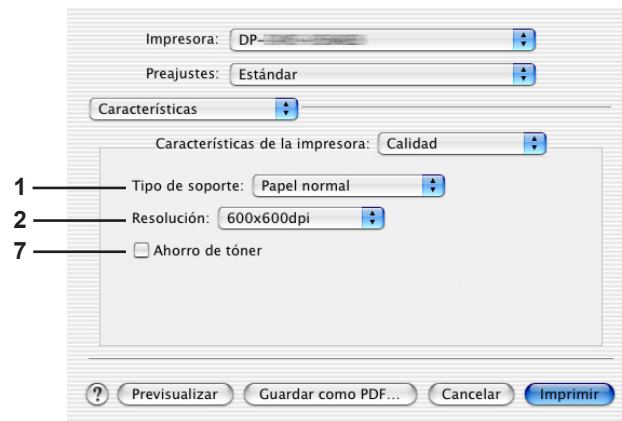 Impresora: DP-
Preajustes: Estándar
Características
Características de la impresora: Calidad
1 Tipo de soporte: Papel normal
2 Resolución: 600x600dpi
7 Ahorro de tóner
? Previsualizar Guardar como PDF... Cancelar Imprimir